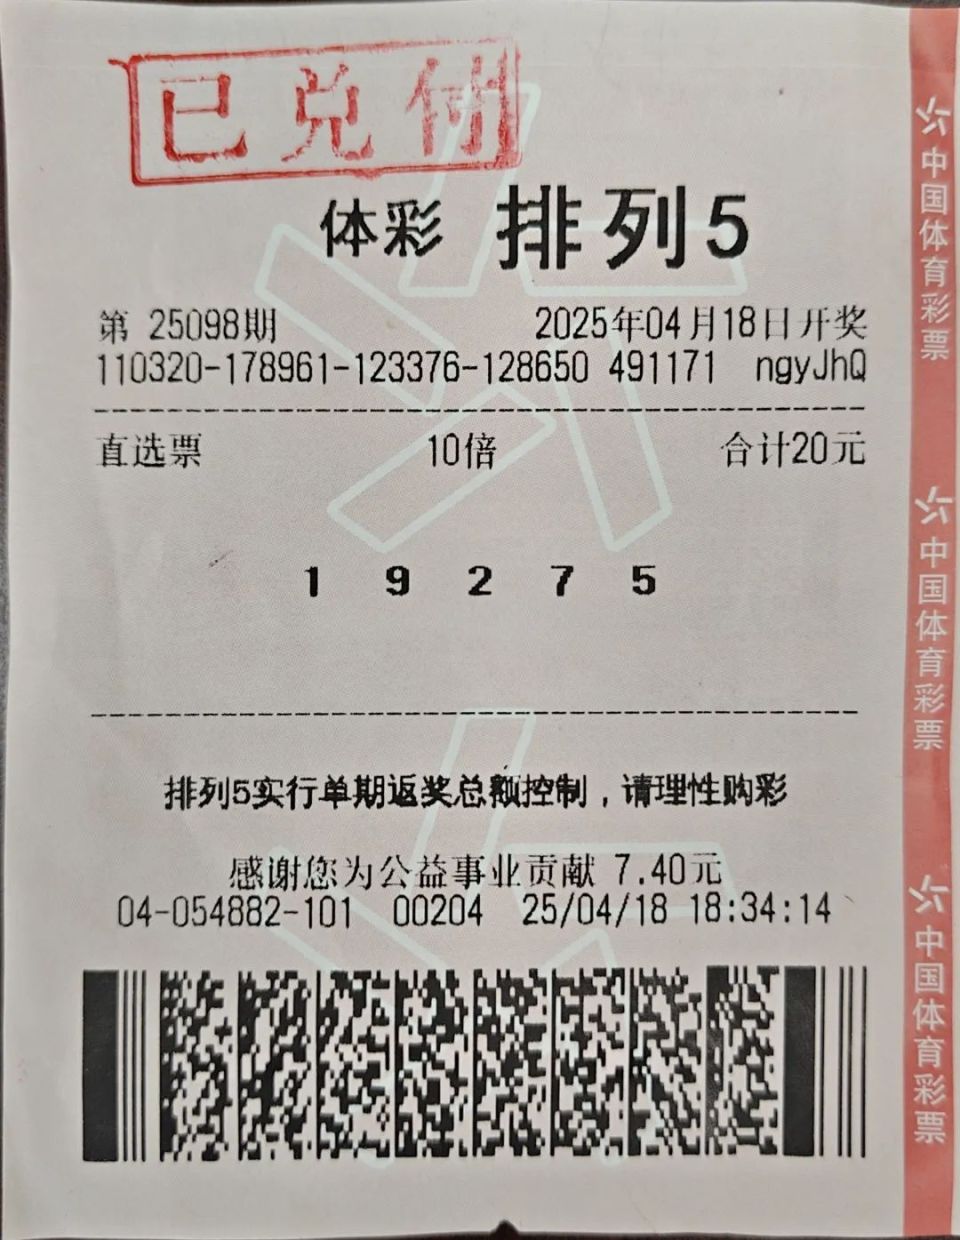 已兑付
体彩 排列5
第 25098期 2025年04月18日开奖
110320-178961-123376-128650 491171 ngyJhQ
直选票 10倍 合计20元
1 9 2 7 5
排列5实行单期返奖总额控制，请理性购彩
感谢您为公益事业贡献 7.40元
04-054882-101 00204 25/04/18 18:34:14
中国体育彩票
中国体育彩票
中国体育彩票